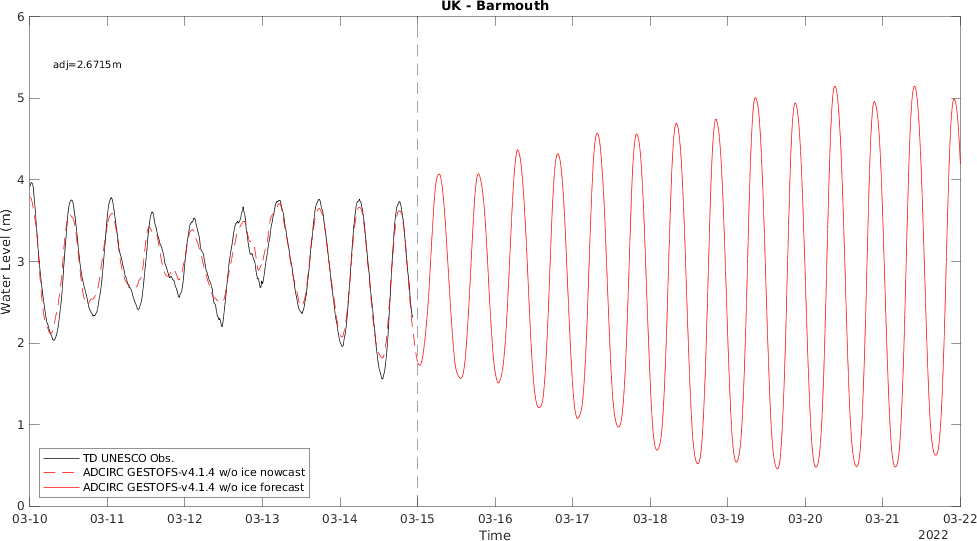 UK - Barmouth
adj=2.6715m
Water Level (m)
6
5
4
3
2
1
0
TD UNESCO Obs.
ADCIRC GESTOFS-v4.1.4 w/o ice nowcast
ADCIRC GESTOFS-v4.1.4 w/o ice forecast
03-10 03-11 03-12 03-13 03-14 03-15 03-16 03-17 03-18 03-19 03-20 03-21 03-22
Time
2022